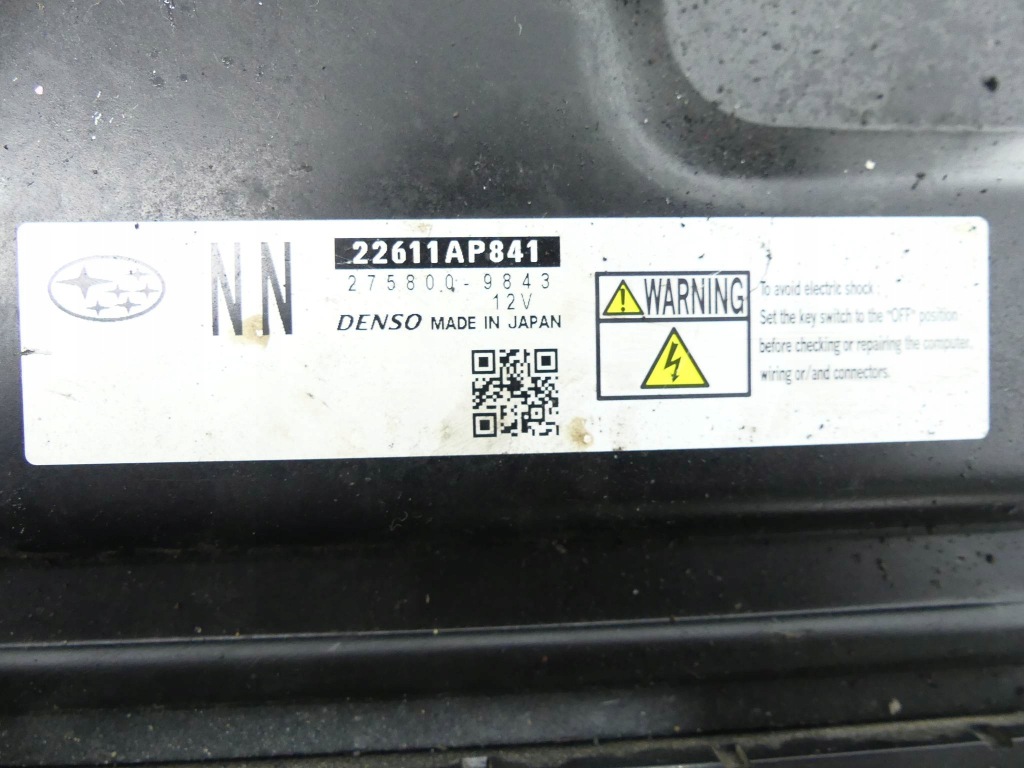 NN
22611AP841
275800-9843
12V
DENSO MADE IN JAPAN
WARNING
To avoid electric shock;
Set the key switch to the "OFF" position
before checking or repairing the computer,
wiring or/and connectors.